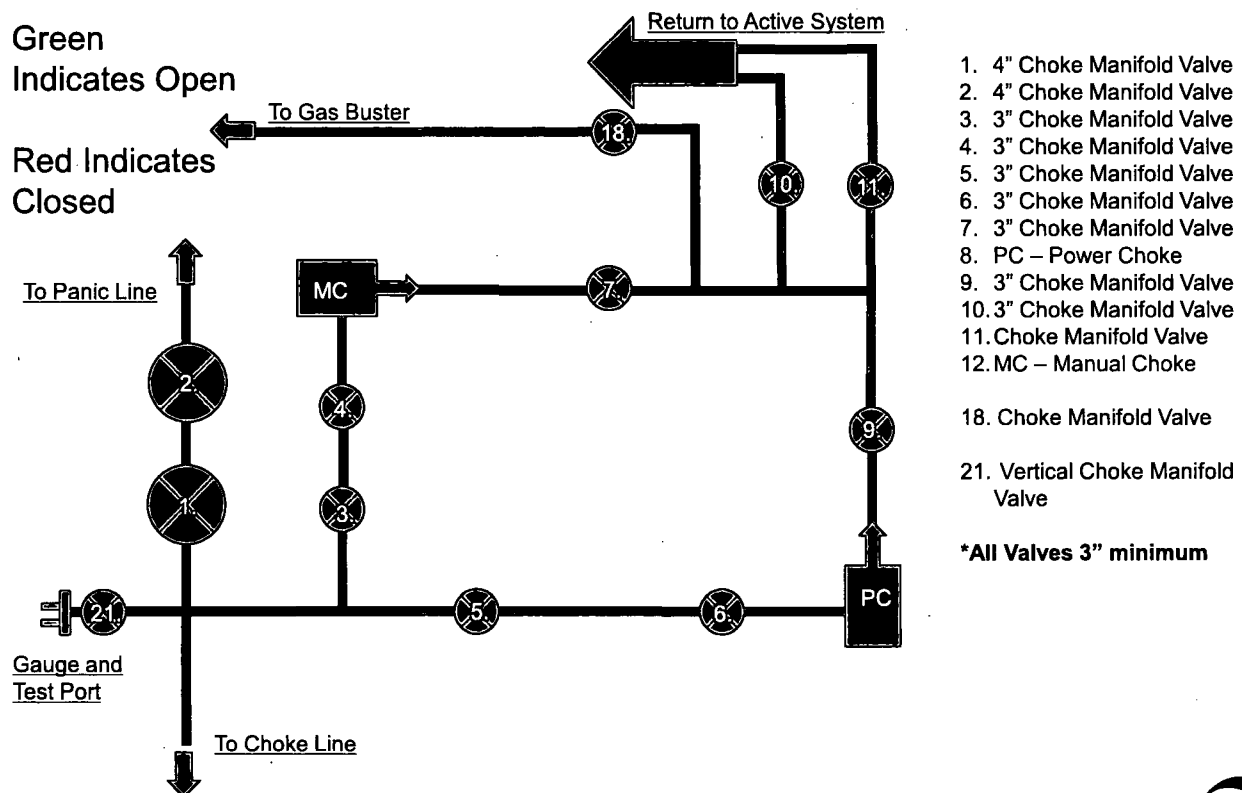 Green
Indicates Open
Red Indicates
Closed
Return to Active System
To Gas Buster
18.
10.
11.
To Panic Line
MC
7.
2.
4.
9.
1.
3.
21.
5.
6.
PC
Gauge and
Test Port
To Choke Line
1. 4" Choke Manifold Valve
2. 4" Choke Manifold Valve
3. 3" Choke Manifold Valve
4. 3" Choke Manifold Valve
5. 3" Choke Manifold Valve
6. 3" Choke Manifold Valve
7. 3" Choke Manifold Valve
8. PC – Power Choke
9. 3" Choke Manifold Valve
10. 3" Choke Manifold Valve
11. Choke Manifold Valve
12. MC – Manual Choke
18. Choke Manifold Valve
21. Vertical Choke Manifold
Valve
*All Valves 3" minimum